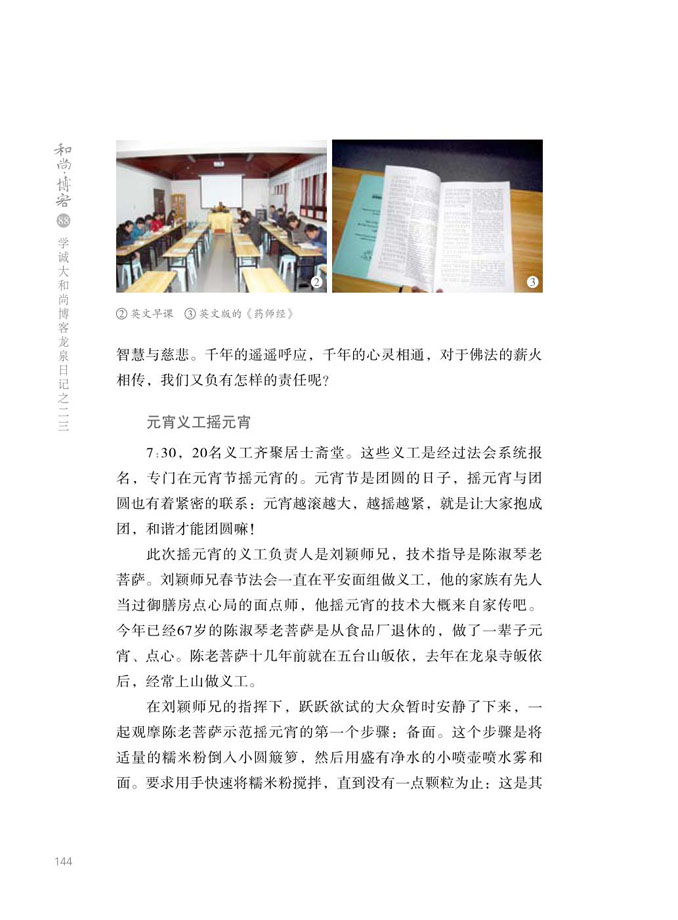 和尚·博客
88
学诚大和尚博客龙泉日记之二三
2
3
②英文早课 ③英文版的《药师经》
智慧与慈悲。千年的遥遥呼应，千年的心灵相通，对于佛法的薪火
相传，我们又负有怎样的责任呢？
元宵义工摇元宵
7:30，20名义工齐聚居士斋堂。这些义工是经过法会系统报
名，专门在元宵节摇元宵的。元宵节是团圆的日子，摇元宵与团
圆也有着紧密的联系：元宵越滚越大，越摇越紧，就是让大家抱成
团，和谐才能团圆嘛！
此次摇元宵的义工负责人是刘颖师兄，技术指导是陈淑琴老
菩萨。刘颖师兄春节法会一直在平安面组做义工，他的家族有先人
当过御膳房点心局的面点师，他摇元宵的技术大概来自家传吧。
今年已经67岁的陈淑琴老菩萨是从食品厂退休的，做了一辈子元
宵、点心。陈老菩萨十几年前就在五台山皈依，去年在龙泉寺皈依
后，经常上山做义工。
在刘颖师兄的指挥下，跃跃欲试的大众暂时安静了下来，一
起观摩陈老菩萨示范摇元宵的第一个步骤：备面。这个步骤是将
适量的糯米粉倒入小圆簸箩，然后用盛有净水的小喷壶喷水雾和
面。要求用手快速将糯米粉搅拌，直到没有一点颗粒为止：这是其
144